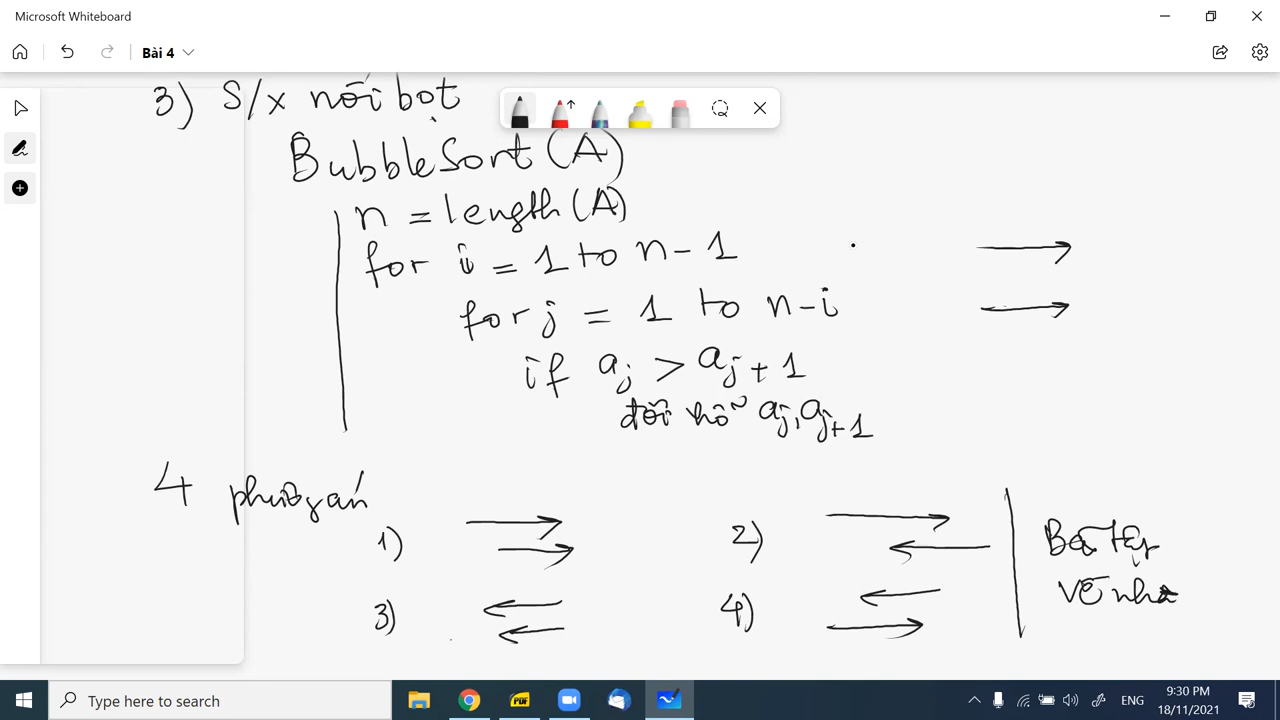 Microsoft Whiteboard
Bài 4
3) S/x nổi bọt
BubbleSort (A)
n = length (A)
for i = 1 to n - 1
for j = 1 to n - i
if aj > aj + 1
đổi chỗ aj, aj+1
4 phương án
1)
2)
3)
4)
Bài tập
Về nhà
Type here to search
PDF
ENG
9:30 PM
18/11/2021